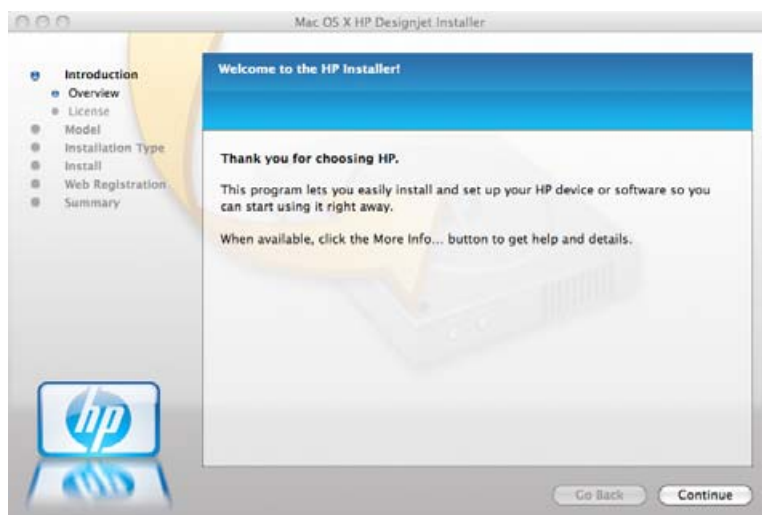 Mac OS X HP Designjet Installer
Introduction
Overview
License
Model
Installation Type
Install
Web Registration
Summary
Welcome to the HP Installer!
Thank you for choosing HP.
This program lets you easily install and set up your HP device or software so you
can start using it right away.
When available, click the More Info... button to get help and details.
hp
Go Back
Continue